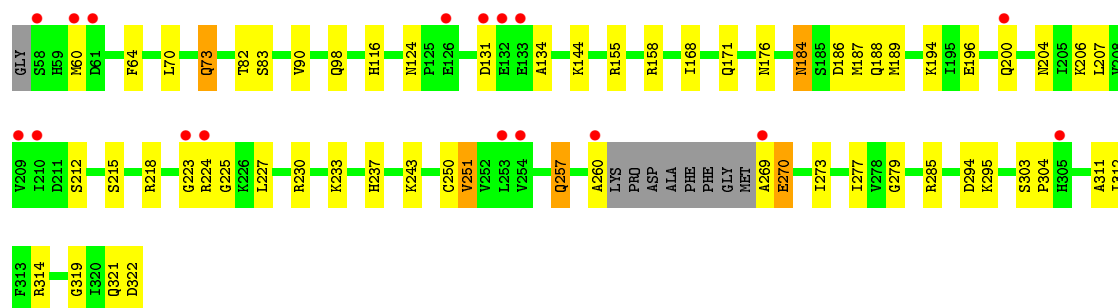 GLY S58 H59 M60 D61 F64 L70 Q73 T82 S83 V90 Q98 H116 N124 P125 E126 D131 E132 E133 A134 K144 R155 R158 I168 Q171 N176 N184 S185 D186 M187 Q188 M189 K194 I195 E196 Q200 N204 I205 K206 L207 V208
V209 I210 D211 S212 S215 R218 G223 R224 G225 K226 L227 R230 K233 H237 K243 C250 V251 V252 L253 V254 Q257 A260 LYS PRO ASP ALA PHE PHE GLY MET A269 E270 I273 I277 V278 G279 R285 D294 K295 S303 P304 H305 A311 I312
F313 R314 G319 I320 Q321 D322